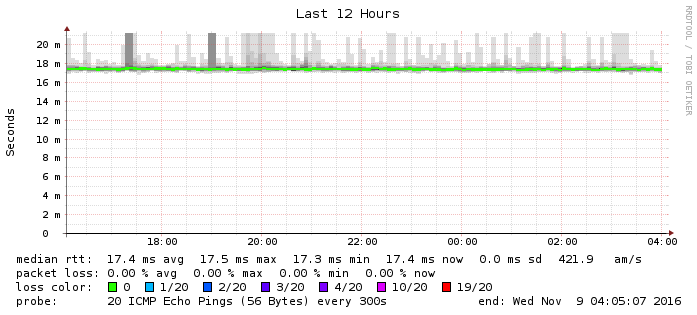 Last 12 Hours
RRDTOOL / TOBI OETIKER
Seconds
20 m
18 m
16 m
14 m
12 m
10 m
8 m
6 m
4 m
2 m
0
18:00 20:00 22:00 00:00 02:00 04:00
median rtt: 17.4 ms avg 17.5 ms max 17.3 ms min 17.4 ms now 0.0 ms sd 421.9 am/s
packet loss: 0.00 % avg 0.00 % max 0.00 % min 0.00 % now
loss color: 0 1/20 2/20 3/20 4/20 10/20 19/20
probe: 20 ICMP Echo Pings (56 Bytes) every 300s end: Wed Nov 9 04:05:07 2016